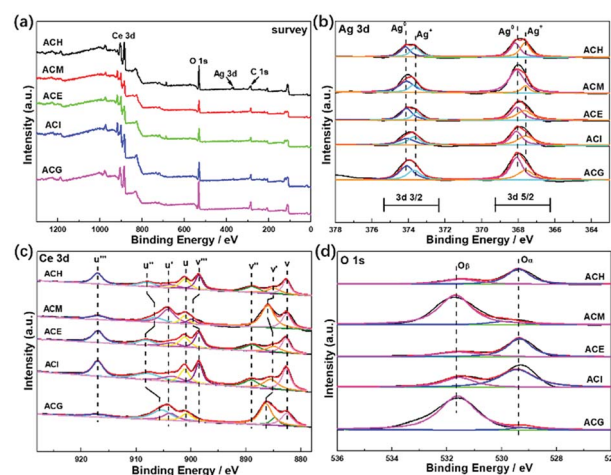 (a)
survey
Ce 3d
O 1s
Ag 3d
C 1s
ACH
ACM
ACE
ACI
ACG
Intensity (a.u.)
1200 1000 800 600 400 200 0
Binding Energy / eV
(b)
Ag 3d
Ag⁰ Ag⁺ Ag⁰ Ag⁺
ACH
ACM
ACE
ACI
ACG
Intensity (a.u.)
3d 3/2 3d 5/2
378 376 374 372 370 368 366 364
Binding Energy / eV
(c)
Ce 3d
u''' u'' u' u v''' v'' v' v
ACH
ACM
ACE
ACI
ACG
Intensity (a.u.)
920 910 900 890 880
Binding Energy / eV
(d)
O 1s
Oβ Oα
ACH
ACM
ACE
ACI
ACG
Intensity (a.u.)
536 534 532 530 528
Binding Energy / eV